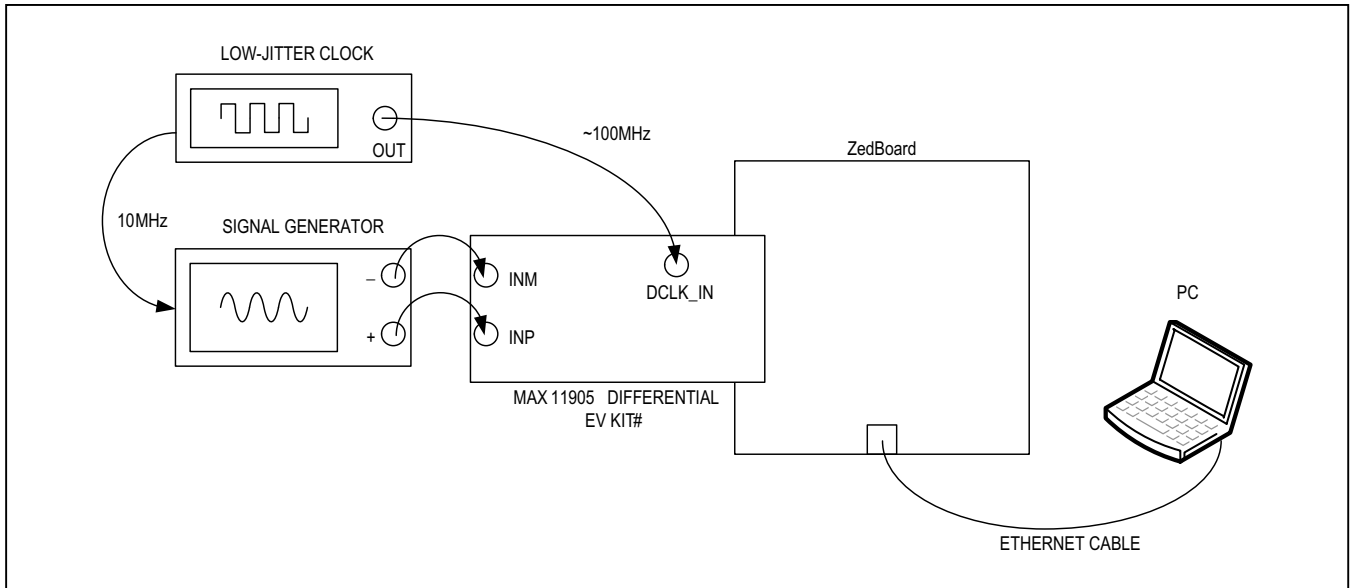 LOW-JITTER CLOCK
OUT
~100MHz
ZedBoard
10MHz
SIGNAL GENERATOR
−
INM
+
INP
DCLK_IN
MAX 11905 DIFFERENTIAL
EV KIT#
PC
ETHERNET CABLE